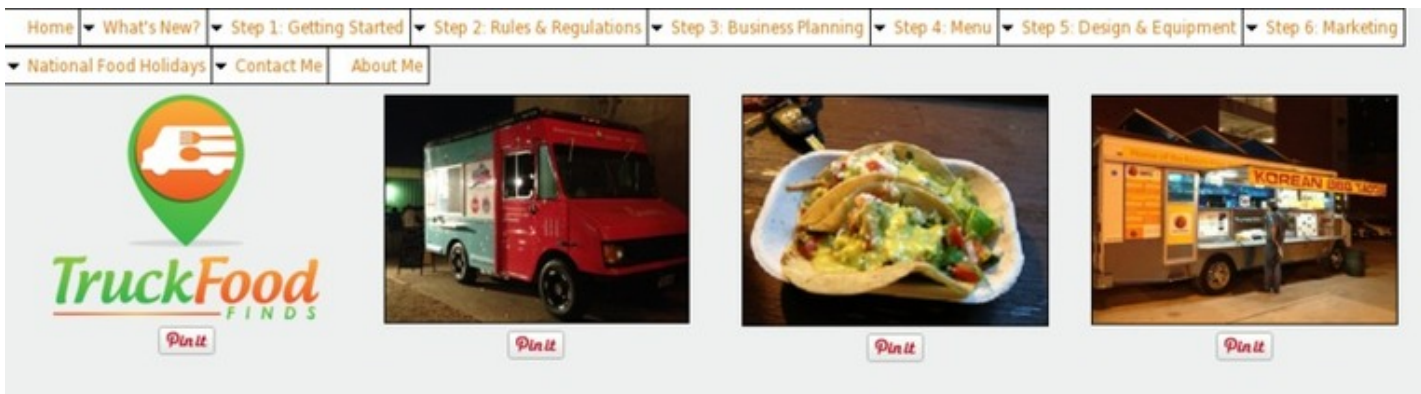 Home What's New? Step 1: Getting Started Step 2: Rules & Regulations Step 3: Business Planning Step 4: Menu Step 5: Design & Equipment Step 6: Marketing
National Food Holidays Contact Me About Me
TruckFood
FINDS
KOREAN BBQ TACOS
Pin it Pin it Pin it Pin it